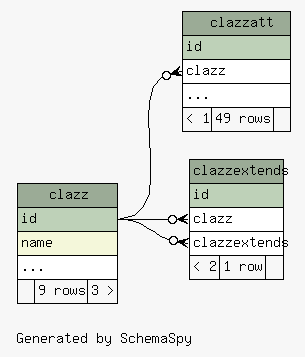 clazzatt
id
clazz
...
< 1 49 rows
clazzextends
id
clazz
clazzextends
< 2 1 row
clazz
id
name
...
9 rows 3 >
Generated by SchemaSpy